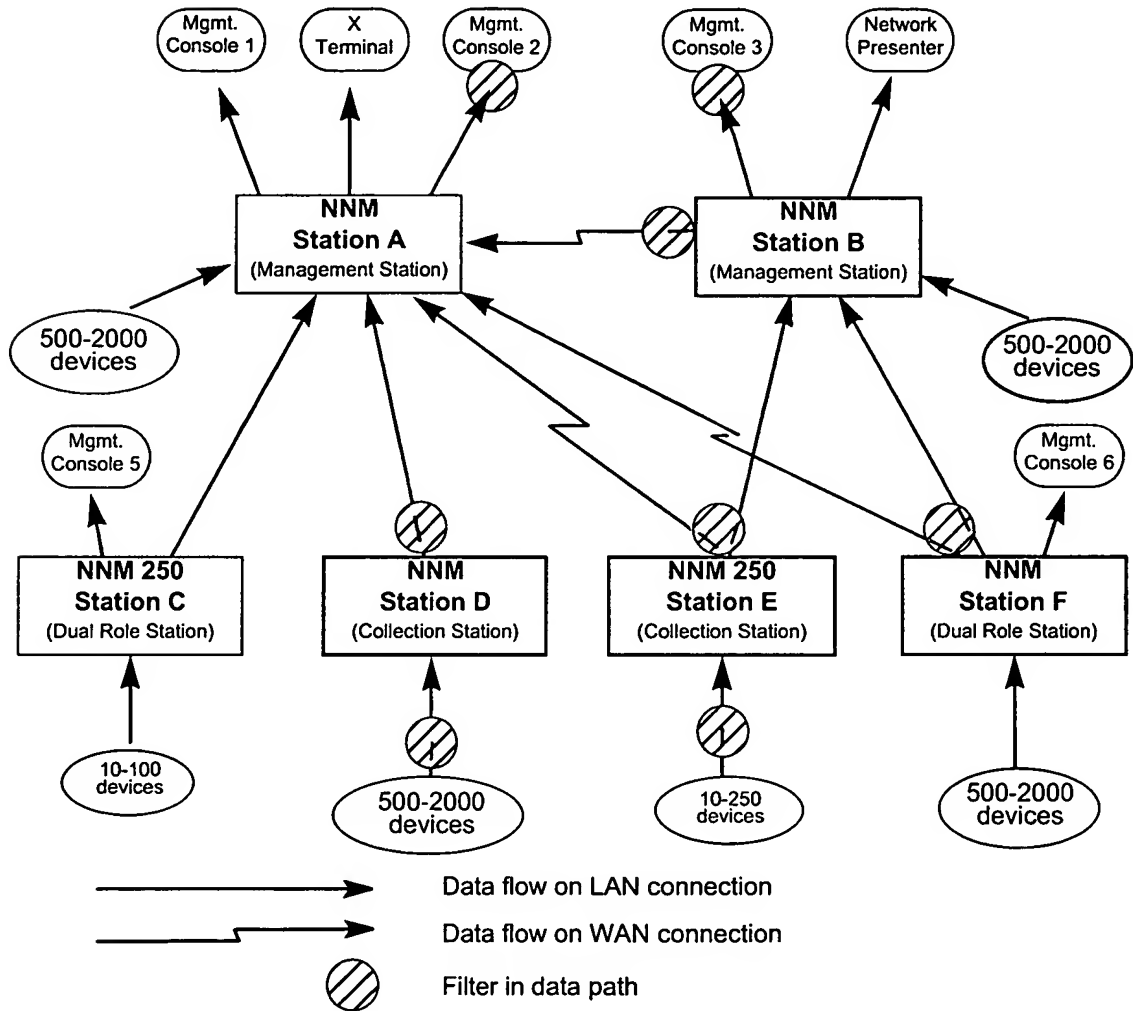 Mgmt.
Console 1
X
Terminal
Mgmt.
Console 2
Mgmt.
Console 3
Network
Presenter
NNM
Station A
(Management Station)
NNM
Station B
(Management Station)
500-2000
devices
500-2000
devices
Mgmt.
Console 5
Mgmt.
Console 6
NNM 250
Station C
(Dual Role Station)
NNM
Station D
(Collection Station)
NNM 250
Station E
(Collection Station)
NNM
Station F
(Dual Role Station)
10-100
devices
500-2000
devices
10-250
devices
500-2000
devices
Data flow on LAN connection
Data flow on WAN connection
Filter in data path